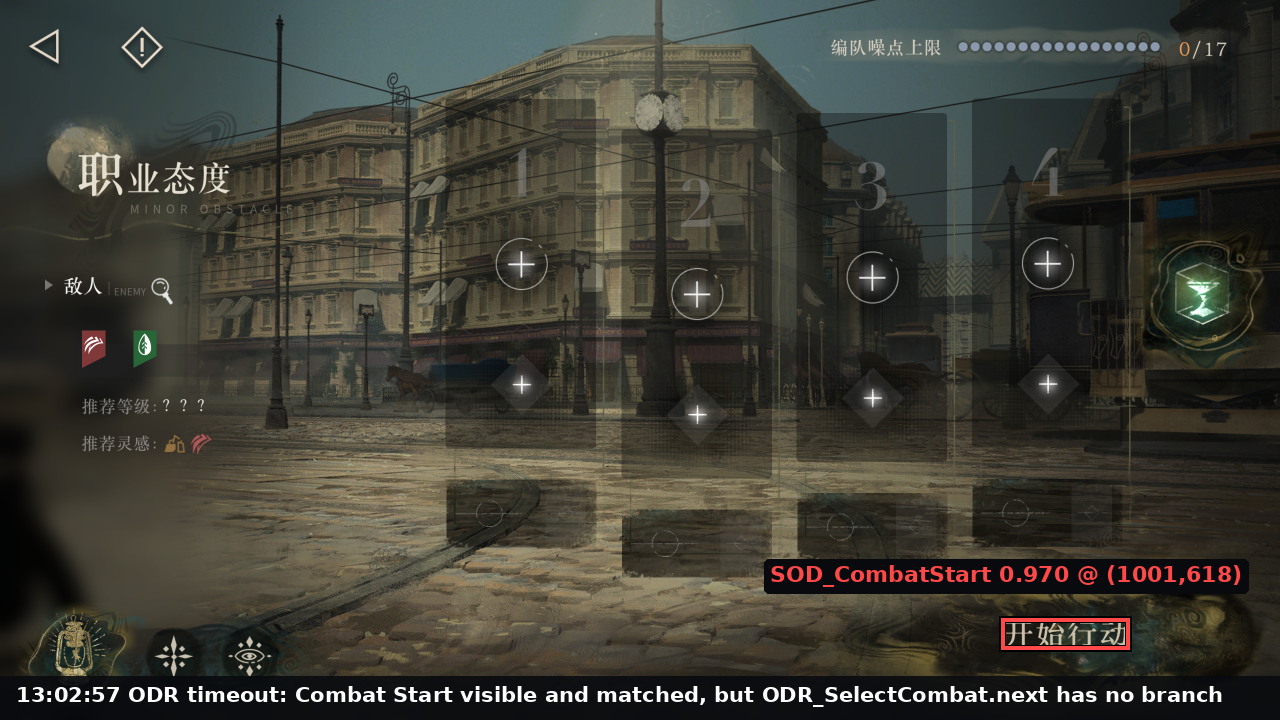 编队噪点上限 0/17
职业态度
MINOR OBSTACLE
1
2
3
4
敌人 ENEMY
推荐等级: ? ? ?
推荐灵感:
SOD_CombatStart 0.970 @ (1001,618)
开始行动
13:02:57 ODR timeout: Combat Start visible and matched, but ODR_SelectCombat.next has no branch